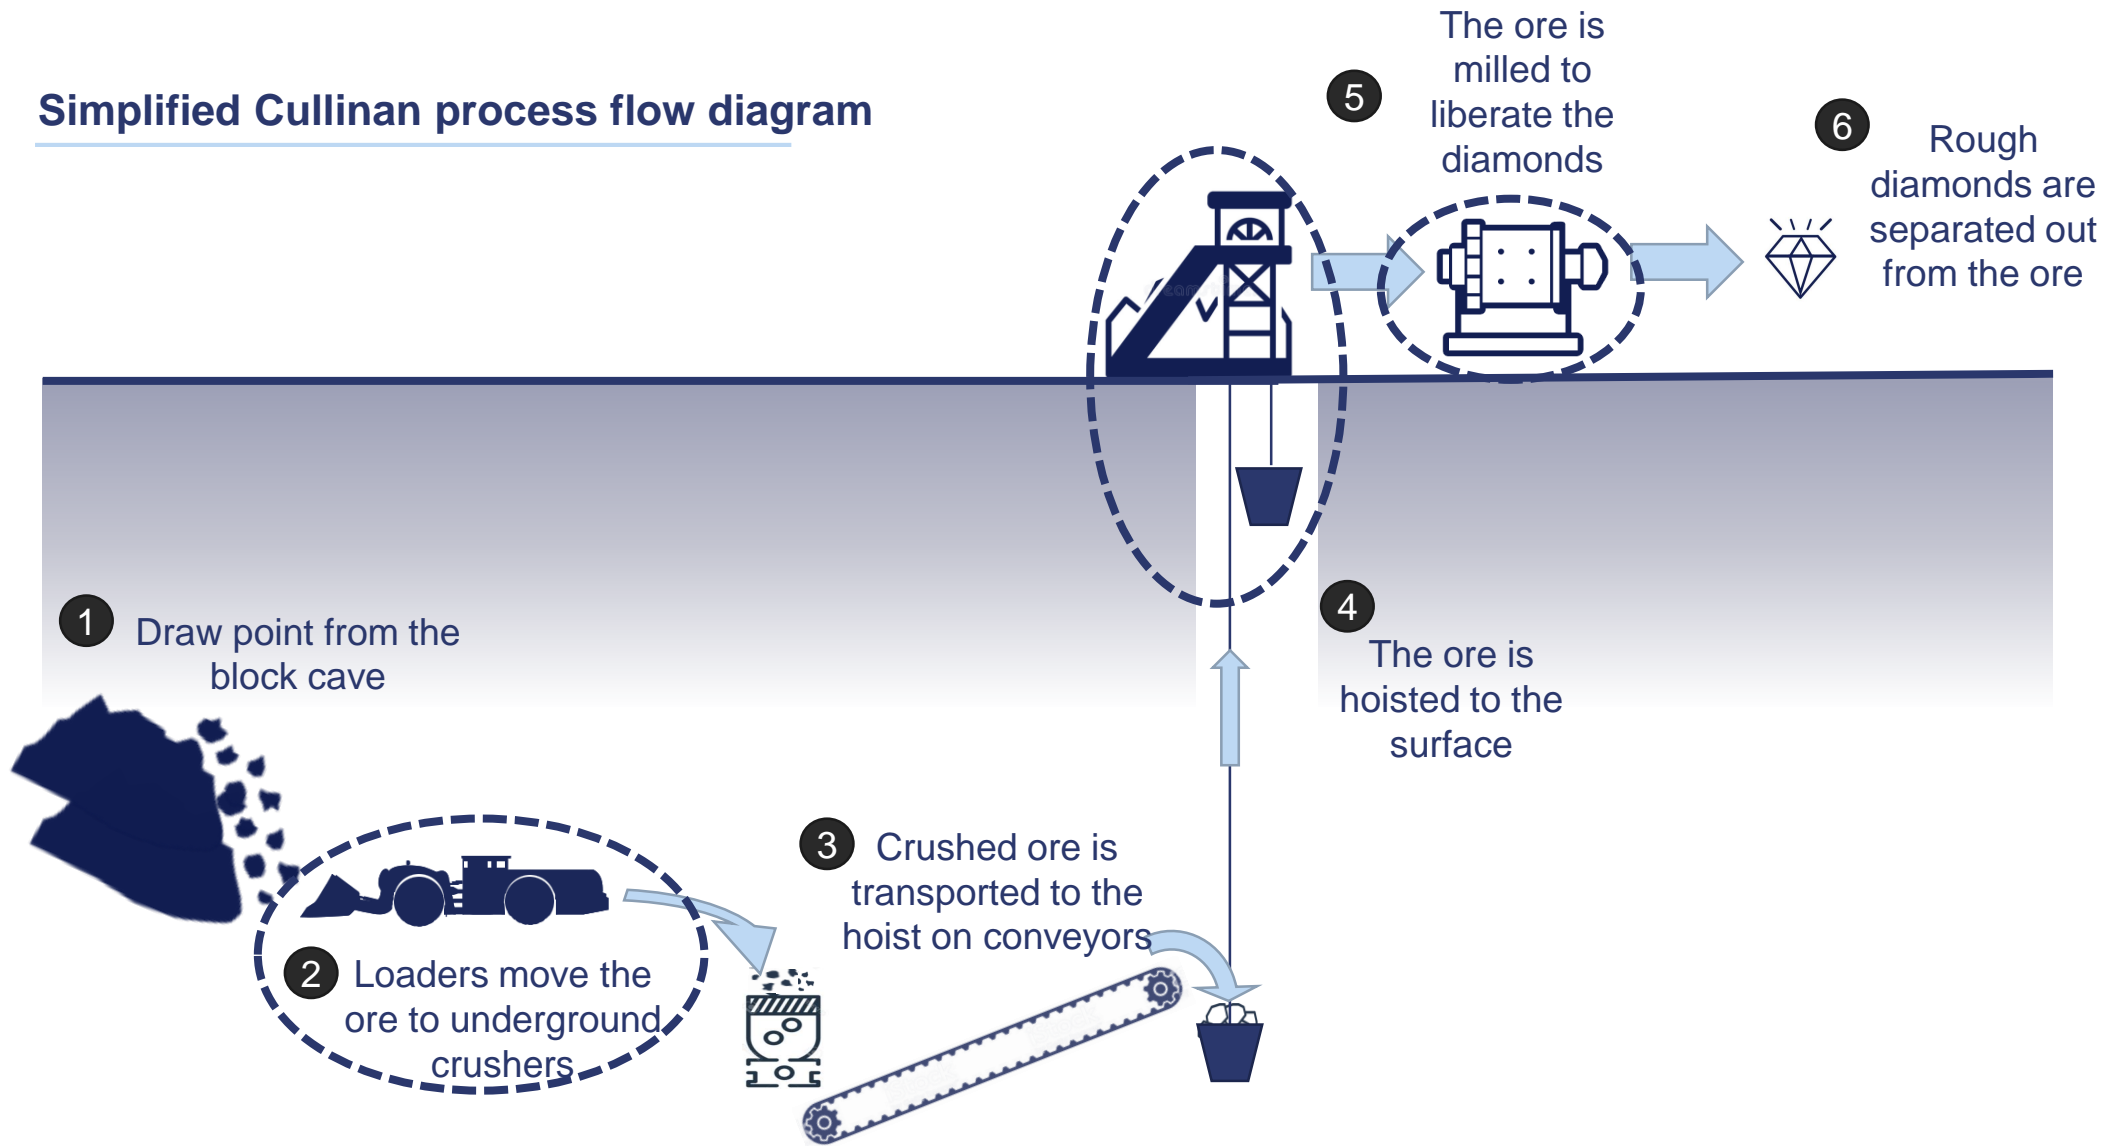 Simplified Cullinan process flow diagram
1
Draw point from the
block cave
2
Loaders move the
ore to underground
crushers
3
Crushed ore is
transported to the
hoist on conveyors
4
The ore is
hoisted to the
surface
5
The ore is
milled to
liberate the
diamonds
6
Rough
diamonds are
separated out
from the ore